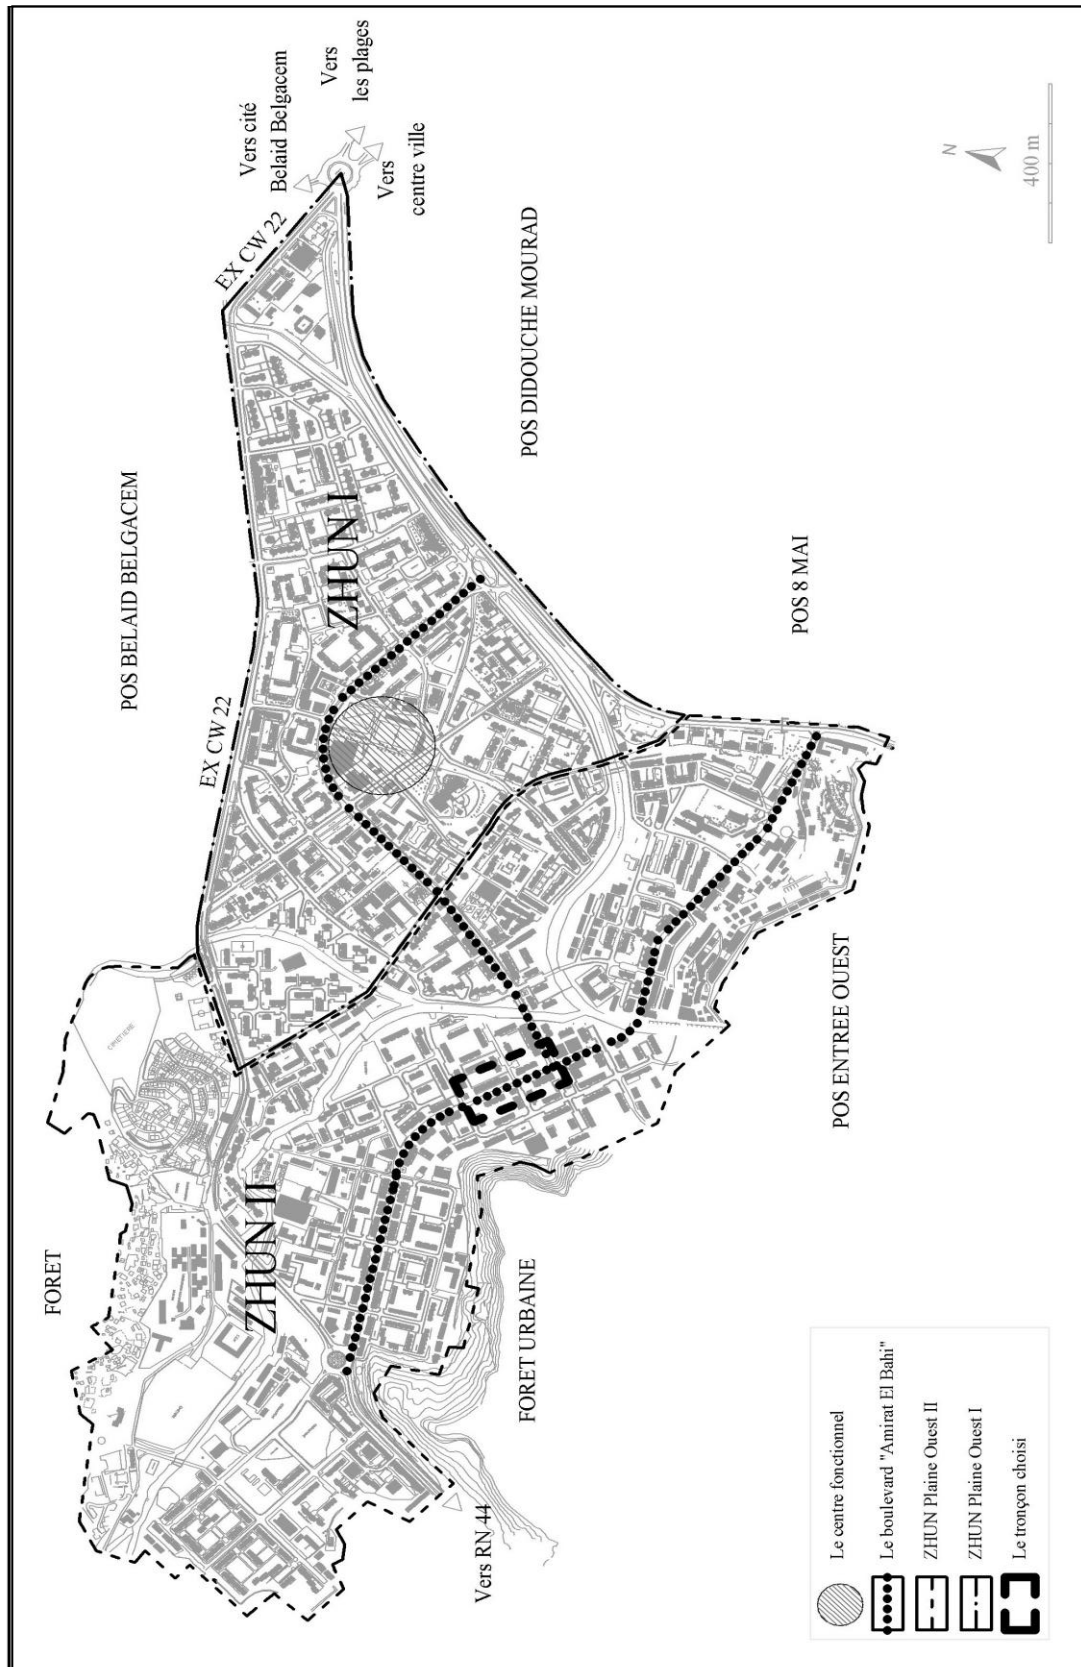 Vers cité
Belaid Belgacem
Vers
les plages
Vers
centre ville
EX CW 22
POS BELAID BELGACEM
POS DIDOUCHE MOURAD
ZHUN I
EX CW 22
POS 8 MAI
CIMETIERE
FORET
ZHUN II
POS ENTREE OUEST
FORET URBAINE
Vers RN 44
N
400 m
Le centre fonctionnel
Le boulevard "Amirat El Bahi"
ZHUN Plaine Ouest II
ZHUN Plaine Ouest I
Le tronçon choisi